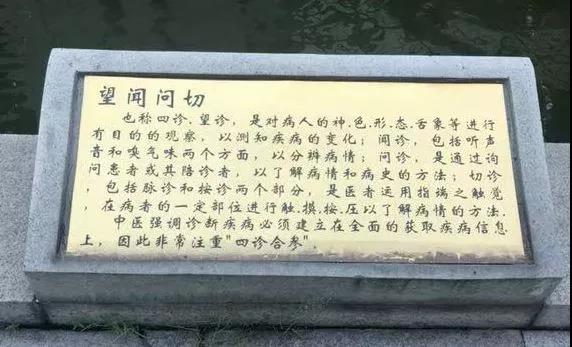 望闻问切
也称四诊.望诊,是对病人的神.色.形.态.舌象等进行
有目的的观察,以测知疾病的变化;闻诊,包括听声
音和嗅气味两个方面,以分辨病情;问诊,是通过询
问患者或其陪诊者,以了解病情和病史的方法;切诊
,包括脉诊和按诊两个部分,是医者运用指端之触觉
,在病者的一定部位进行触.摸.按.压以了解病情的方法.
中医强调诊断疾病必须建立在全面的获取疾病信息
上,因此非常注重"四诊合参".